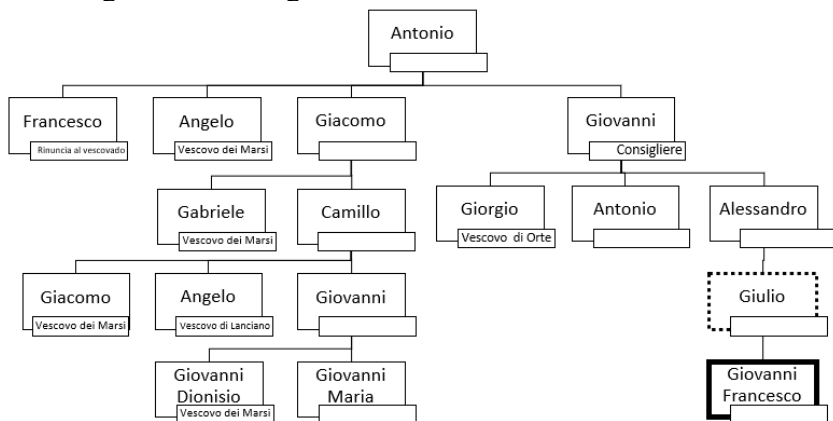 Antonio
Francesco
Rinuncia al vescovado
Angelo
Vescovo dei Marsi
Giacomo
Giovanni
Consigliere
Gabriele
Vescovo dei Marsi
Camillo
Giorgio
Vescovo di Orte
Antonio
Alessandro
Giacomo
Vescovo dei Marsi
Angelo
Vescovo di Lanciano
Giovanni
Giulio
Giovanni
Dionisio
Vescovo dei Marsi
Giovanni
Maria
Giovanni
Francesco